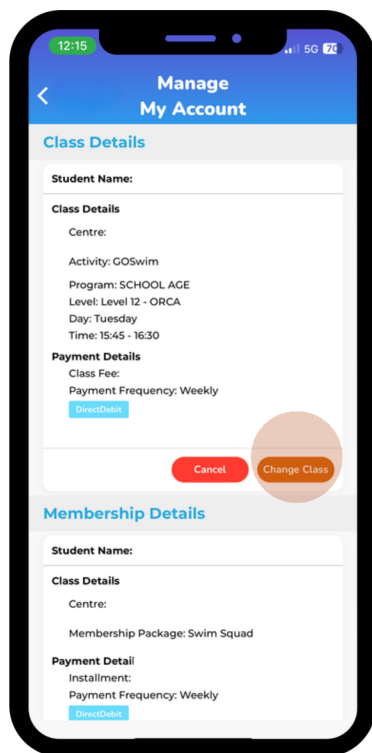 12:15
5G
Manage
My Account
Class Details
Student Name:
Class Details
Centre:
Activity: GOSwim
Program: SCHOOL AGE
Level: Level 12 - ORCA
Day: Tuesday
Time: 15:45 - 16:30
Payment Details
Class Fee:
Payment Frequency: Weekly
DirectDebit
Cancel
Change Class
Membership Details
Student Name:
Class Details
Centre:
Membership Package: Swim Squad
Payment Detail
Installment:
Payment Frequency: Weekly
DirectDebit